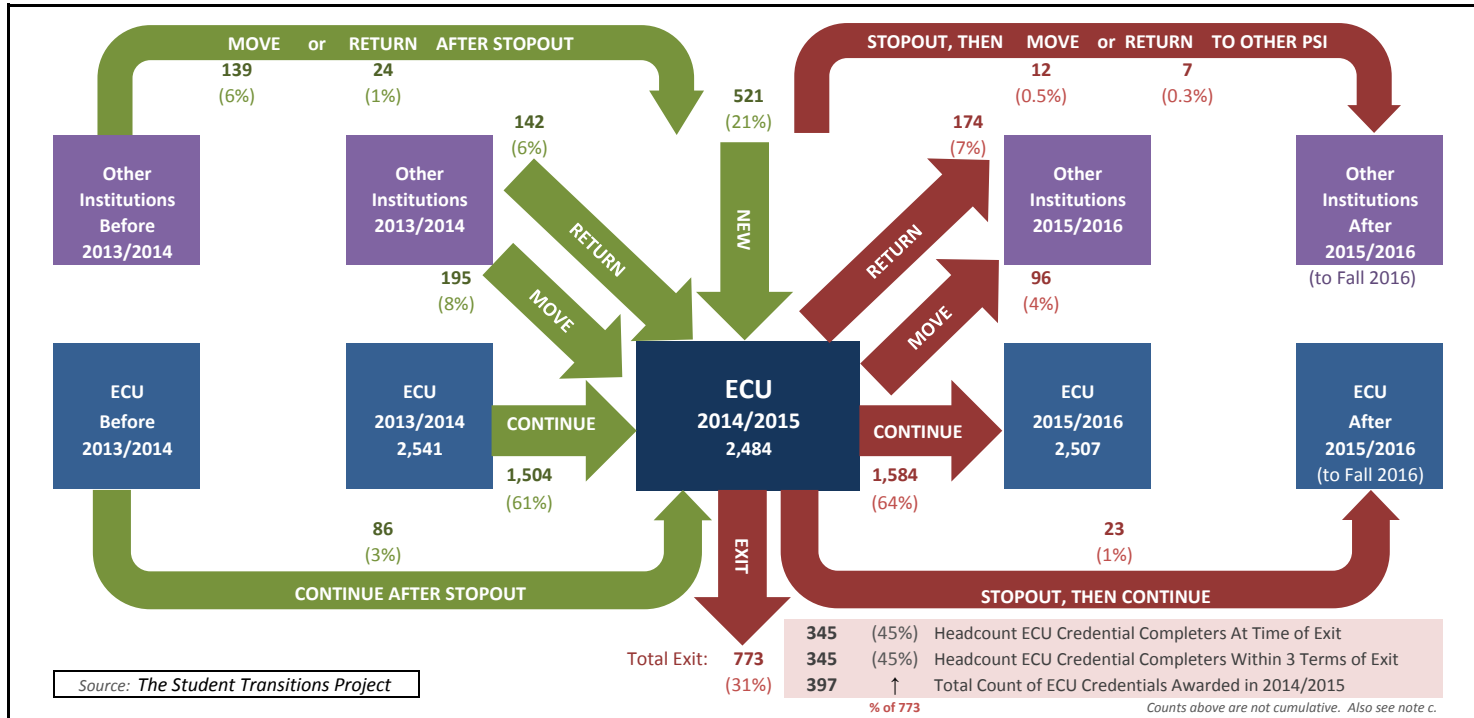 MOVE or RETURN AFTER STOPOUT
139 24
(6%) (1%)
STOPOUT, THEN MOVE or RETURN TO OTHER PSI
12 7
(0.5%) (0.3%)
521
(21%)
NEW
142
(6%)
RETURN
174
(7%)
RETURN
Other
Institutions
Before
2013/2014
Other
Institutions
2013/2014
Other
Institutions
2015/2016
Other
Institutions
After
2015/2016
(to Fall 2016)
195
(8%)
MOVE
96
(4%)
MOVE
ECU
Before
2013/2014
ECU
2013/2014
2,541
CONTINUE
1,504
(61%)
ECU
2014/2015
2,484
CONTINUE
1,584
(64%)
ECU
2015/2016
2,507
ECU
After
2015/2016
(to Fall 2016)
86
(3%)
CONTINUE AFTER STOPOUT
EXIT
23
(1%)
STOPOUT, THEN CONTINUE
Total Exit: 773
(31%)
345 (45%) Headcount ECU Credential Completers At Time of Exit
345 (45%) Headcount ECU Credential Completers Within 3 Terms of Exit
397 ↑ Total Count of ECU Credentials Awarded in 2014/2015
% of 773
Counts above are not cumulative. Also see note c.
Source: The Student Transitions Project